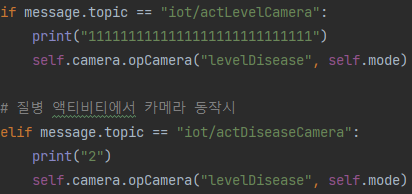 if message.topic == "iot/actLevelCamera":
    print("1111111111111111111111111111")
    self.camera.opCamera("levelDisease", self.mode)
# 질병 액티비티에서 카메라 동작시
elif message.topic == "iot/actDiseaseCamera":
    print("2")
    self.camera.opCamera("levelDisease", self.mode)